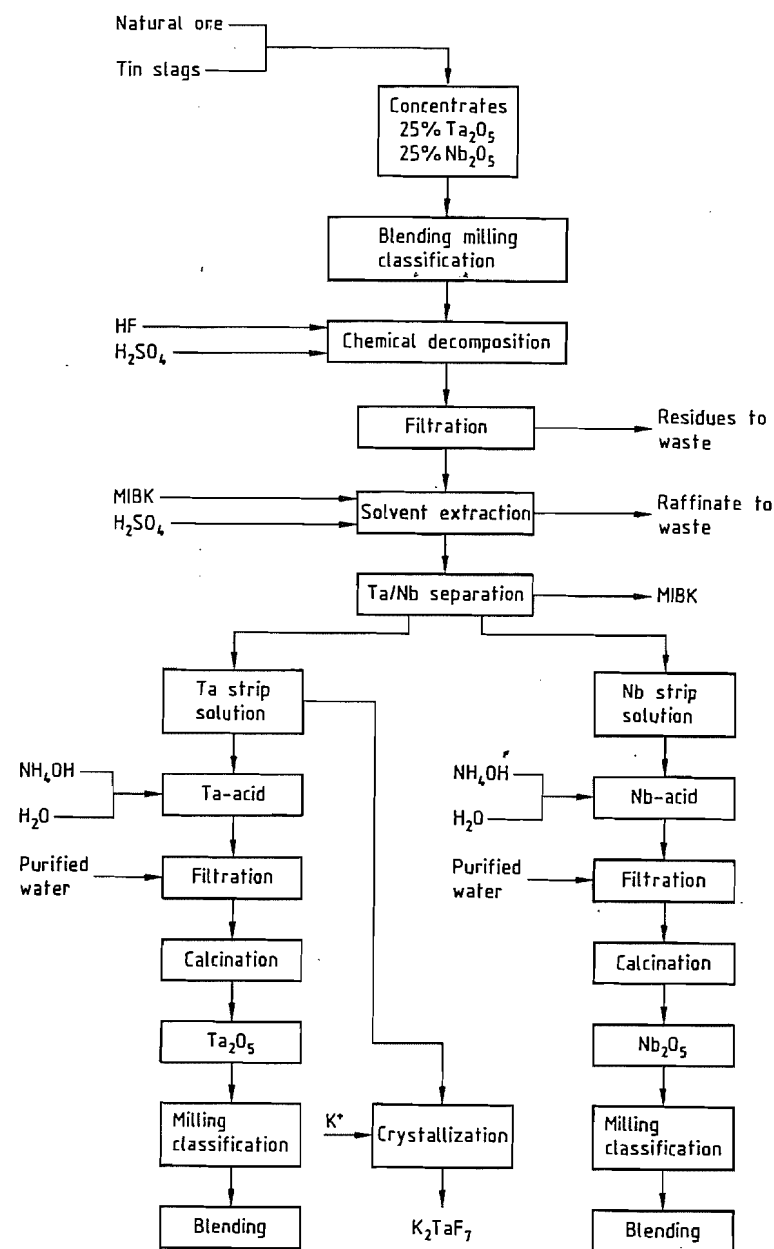 Natural ore
Tin slags
Concentrates
25% Ta₂O₅
25% Nb₂O₅
Blending milling
classification
HF
H₂SO₄
Chemical decomposition
Filtration
Residues to
waste
MIBK
H₂SO₄
Solvent extraction
Raffinate to
waste
Ta/Nb separation
MIBK
Ta strip
solution
Nb strip
solution
NH₄OH
H₂O
Ta-acid
NH₄OH
H₂O
Nb-acid
Purified
water
Filtration
Purified
water
Filtration
Calcination
Calcination
Ta₂O₅
Nb₂O₅
Milling
classification
K⁺
Crystallization
Milling
classification
Blending
K₂TaF₇
Blending